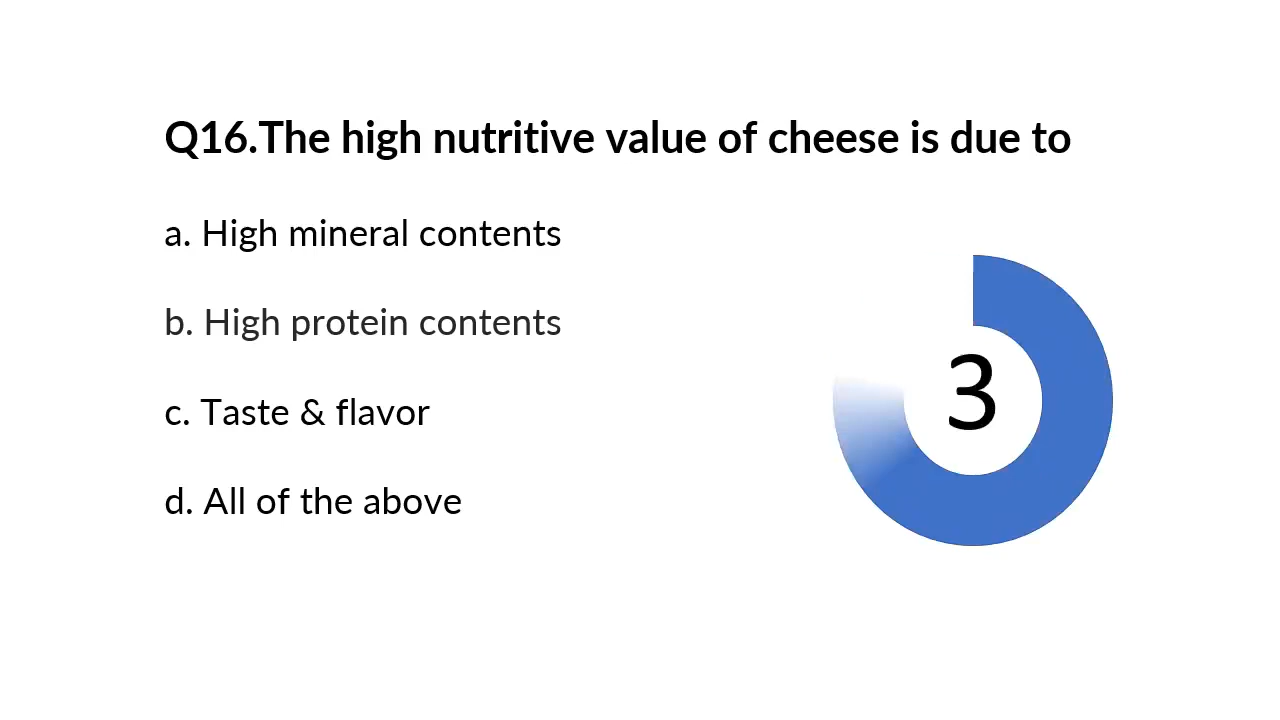 Q16.The high nutritive value of cheese is due to
a. High mineral contents
b. High protein contents
c. Taste & flavor
d. All of the above
3